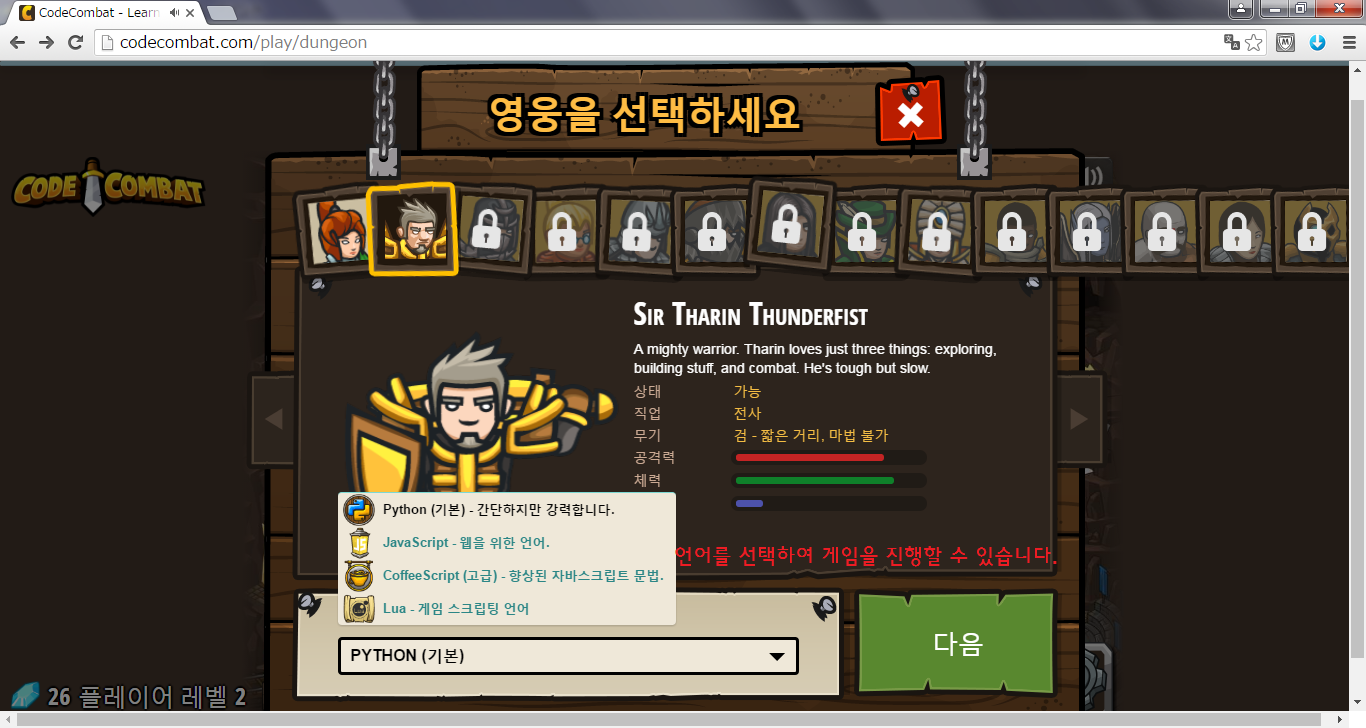 CodeCombat - Learn
codecombat.com/play/dungeon
영웅을 선택하세요
CODE COMBAT
Sir Tharin Thunderfist
A mighty warrior. Tharin loves just three things: exploring,
building stuff, and combat. He's tough but slow.
상태 가능
직업 전사
무기 검 - 짧은 거리, 마법 불가
공격력
체력
언어를 선택하여 게임을 진행할 수 있습니다.
Python (기본) - 간단하지만 강력합니다.
JavaScript - 웹을 위한 언어.
CoffeeScript (고급) - 향상된 자바스크립트 문법.
Lua - 게임 스크립팅 언어
PYTHON (기본)
다음
26 플레이어 레벨 2